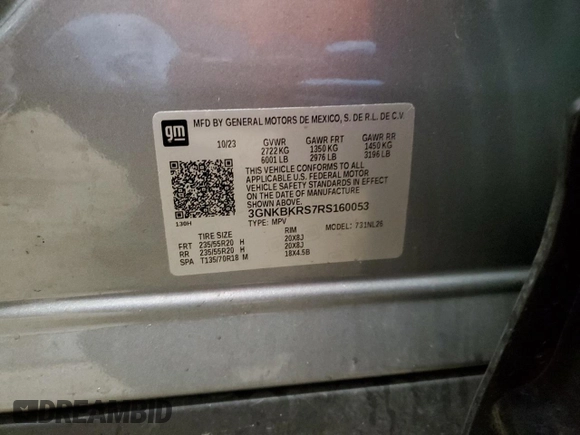 gm
MFD BY GENERAL MOTORS DE MEXICO, S. DE R.L. DE C.V.
10/23 GVWR GAWR FRT GAWR RR
2722 KG 1350 KG 1450 KG
6001 LB 2976 LB 3196 LB
THIS VEHICLE CONFORMS TO ALL
APPLICABLE U.S. FEDERAL MOTOR
VEHICLE SAFETY STANDARDS IN EFFECT
ON THE DATE OF MANUFACTURE
SHOWN ABOVE.
3GNKBKRS7RS160053
130H TYPE: MPV MODEL: 731NL26
TIRE SIZE RIM
FRT 235/55R20 H 20X8J
RR 235/55R20 H 20X8J
SPA T135/70R18 M 18X4.5B
DREAMBID